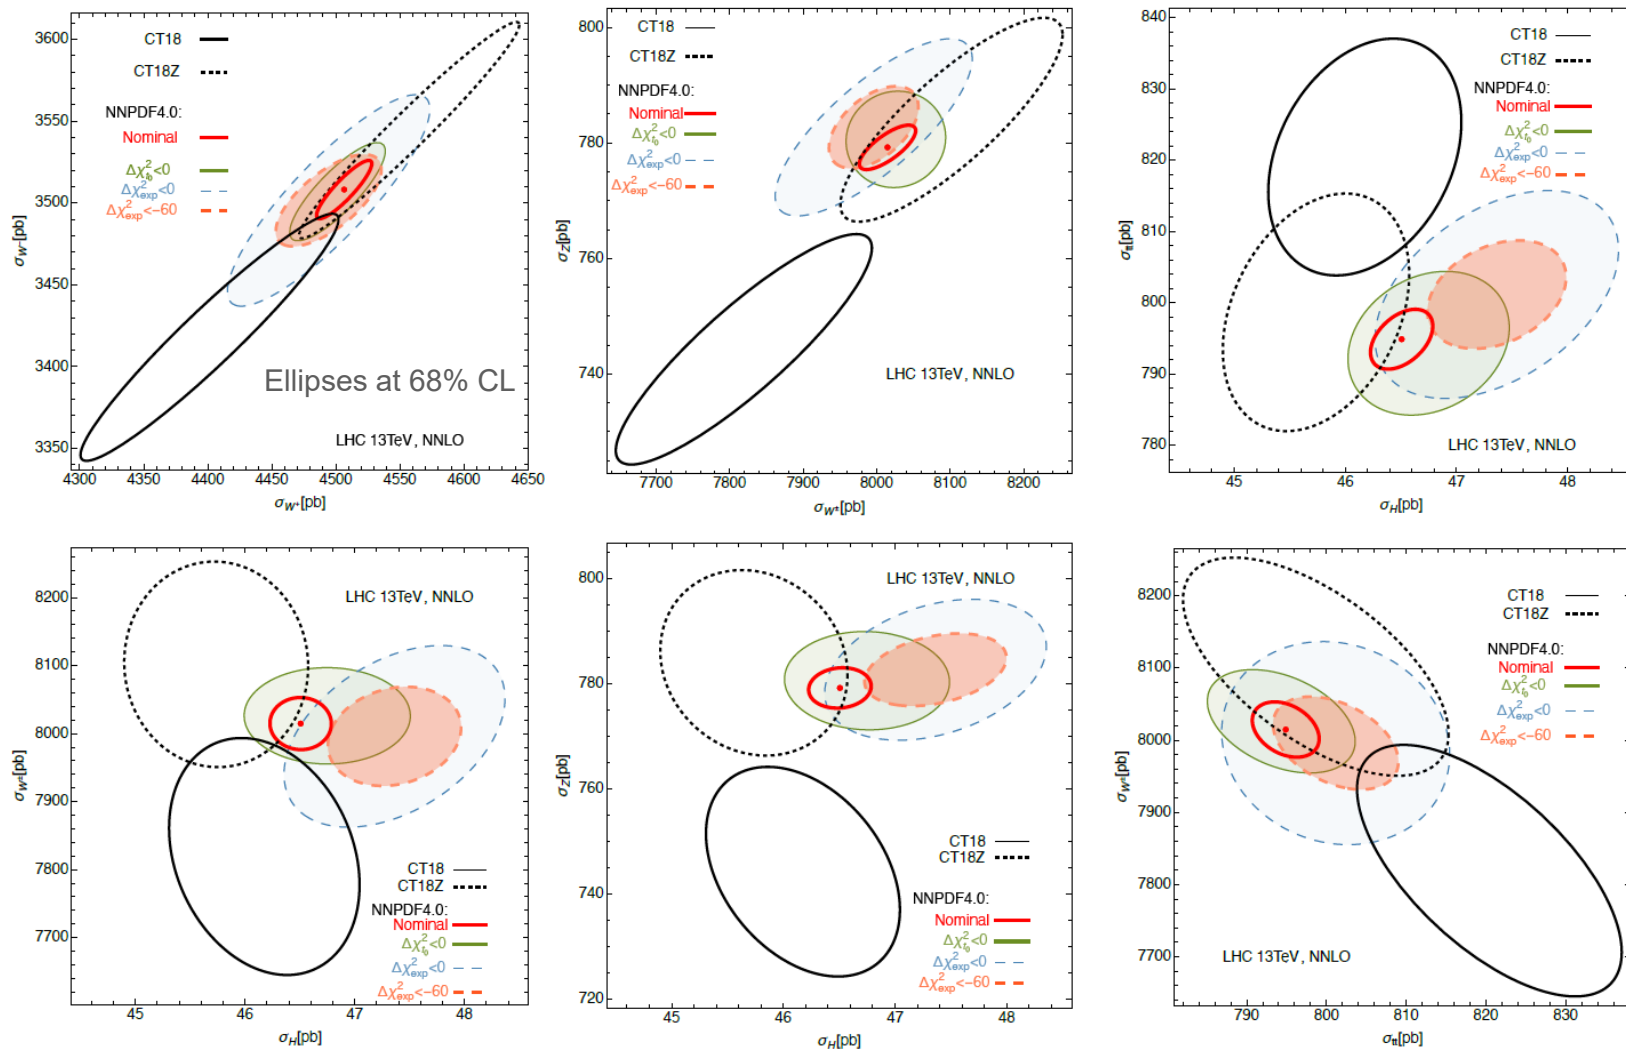 3600
3550
3500
3450
3400
3350
σW-[pb]
CT18
CT18Z
NNPDF4.0:
Nominal
Δχ²t₀<0
Δχ²exp<0
Δχ²exp<-60
Ellipses at 68% CL
LHC 13TeV, NNLO
4300 4350 4400 4450 4500 4550 4600 4650
σW+[pb]
800
780
760
740
σZ[pb]
CT18
CT18Z
NNPDF4.0:
Nominal
Δχ²t₀<0
Δχ²exp<0
Δχ²exp<-60
LHC 13TeV, NNLO
7700 7800 7900 8000 8100 8200
σW±[pb]
840
830
820
810
800
790
780
σtt[pb]
CT18
CT18Z
NNPDF4.0:
Nominal
Δχ²t₀<0
Δχ²exp<0
Δχ²exp<-60
LHC 13TeV, NNLO
45 46 47 48
σH[pb]
8200
8100
8000
7900
7800
7700
σW±[pb]
LHC 13TeV, NNLO
CT18
CT18Z
NNPDF4.0:
Nominal
Δχ²t₀<0
Δχ²exp<0
Δχ²exp<-60
45 46 47 48
σH[pb]
800
780
760
740
720
σZ[pb]
LHC 13TeV, NNLO
CT18
CT18Z
NNPDF4.0:
Nominal
Δχ²t₀<0
Δχ²exp<0
Δχ²exp<-60
45 46 47 48
σH[pb]
8200
8100
8000
7900
7800
7700
σW±[pb]
CT18
CT18Z
NNPDF4.0:
Nominal
Δχ²t₀<0
Δχ²exp<0
Δχ²exp<-60
LHC 13TeV, NNLO
790 800 810 820 830
σtt[pb]